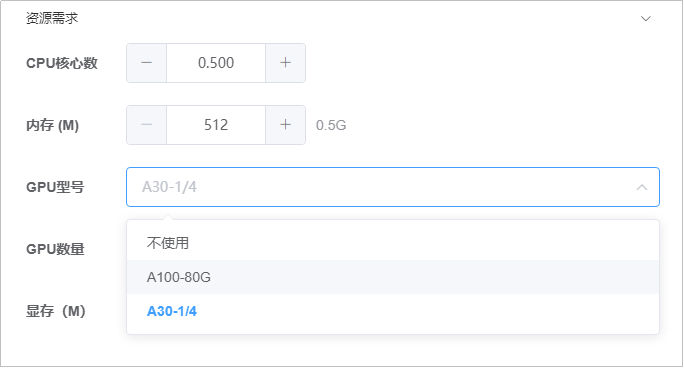 资源需求
CPU核心数 0.500
内存 (M) 512 0.5G
GPU型号 A30-1/4
GPU数量
不使用
A100-80G
显存（M）
A30-1/4